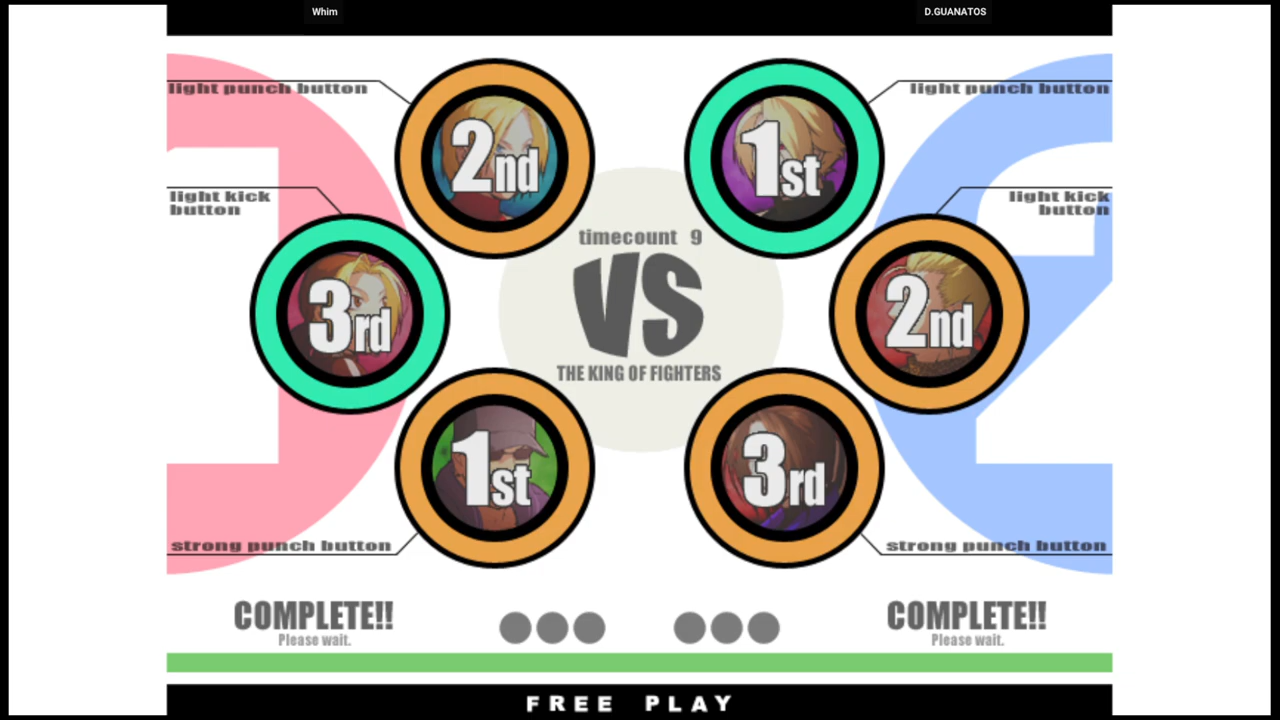 Whim
D.GUANATOS
light punch button
light punch button
2nd
1st
light kick
button
light kick
button
timecount 9
VS
THE KING OF FIGHTERS
3rd
2nd
1st
3rd
strong punch button
strong punch button
COMPLETE!!
Please wait.
COMPLETE!!
Please wait.
FREE PLAY